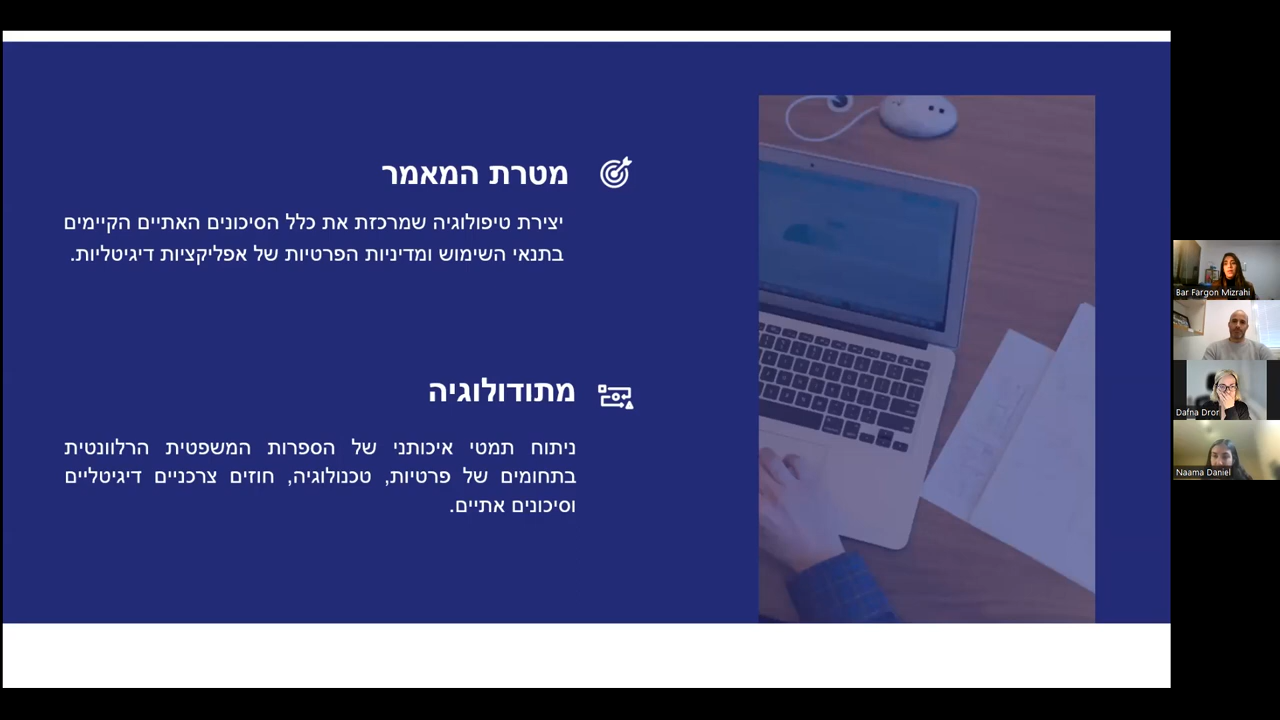 מטרת המאמר
יצירת טיפולוגיה שמרכזת את כלל הסיכונים האתיים הקיימים
בתנאי השימוש ומדיניות הפרטיות של אפליקציות דיגיטליות.
מתודולוגיה
ניתוח תמטי איכותני של הספרות המשפטית הרלוונטית
בתחומים של פרטיות, טכנולוגיה, חוזים צרכניים דיגיטליים
וסיכונים אתיים.
Bar Fargon Mizrahi
Dafna Dror
Naama Daniel